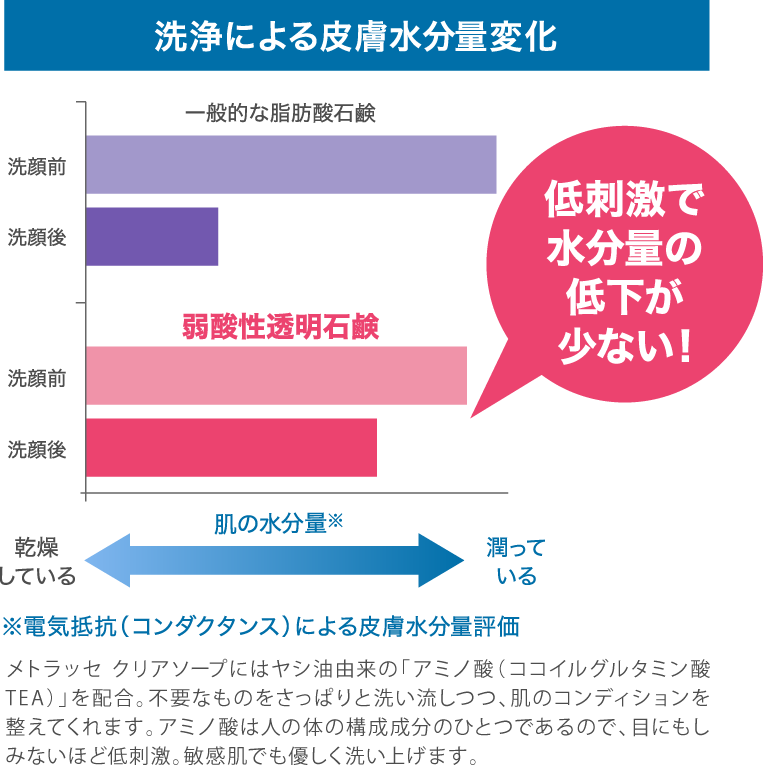 洗浄による皮膚水分量変化
一般的な脂肪酸石鹸
洗顔前
洗顔後
低刺激で
水分量の
低下が
少ない!
弱酸性透明石鹸
洗顔前
洗顔後
肌の水分量※
乾燥
している
潤って
いる
※電気抵抗(コンダクタンス)による皮膚水分量評価
メトラッセ クリアソープにはヤシ油由来の「アミノ酸(ココイルグルタミン酸
TEA)」を配合。不要なものをさっぱりと洗い流しつつ、肌のコンディションを
整えてくれます。アミノ酸は人の体の構成成分のひとつであるので、目にもし
みないほど低刺激。敏感肌でも優しく洗い上げます。